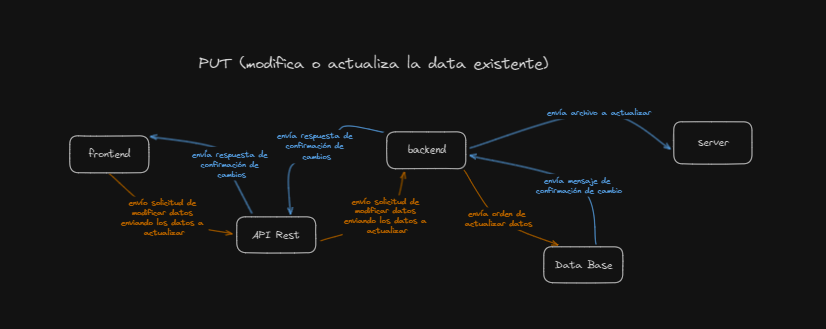 PUT (modifica o actualiza la data existente)
frontend
envía respuesta de
confirmación de
cambios
envío solicitud de
modificar datos
enviando los datos a
actualizar
API Rest
envía respuesta de
confirmación de
cambios
envío solicitud de
modificar datos
enviando los datos a
actualizar
backend
envía archivo a actualizar
server
envía mensaje de
confirmación de cambio
envía orden de
actualizar datos
Data Base